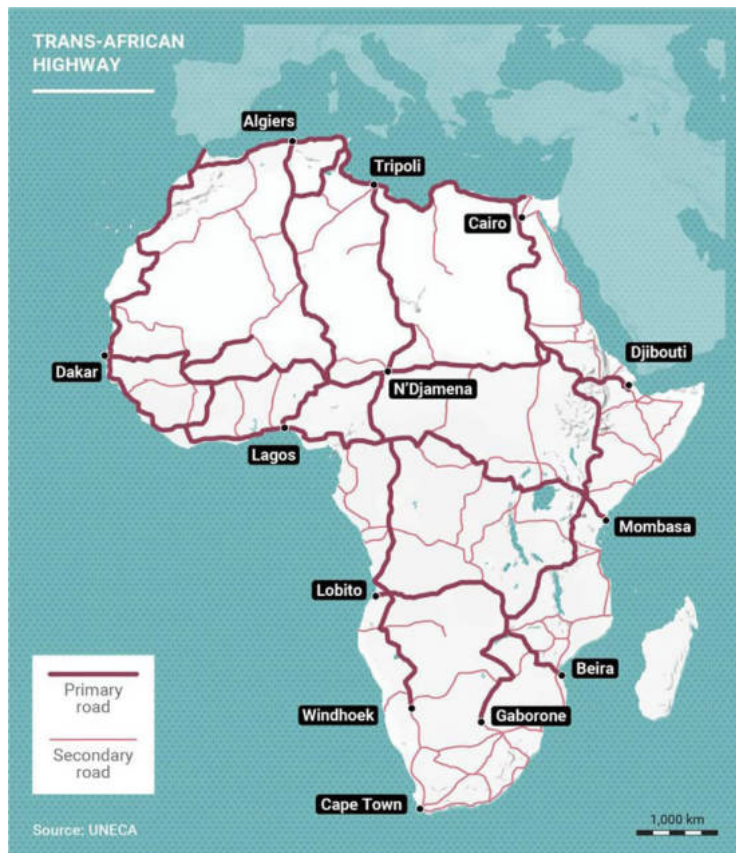 TRANS-AFRICAN
HIGHWAY
Algiers
Tripoli
Cairo
Djibouti
Dakar
N'Djamena
Lagos
Mombasa
Lobito
Beira
Windhoek
Gaborone
Cape Town
Primary
road
Secondary
road
Source: UNECA
1,000 km